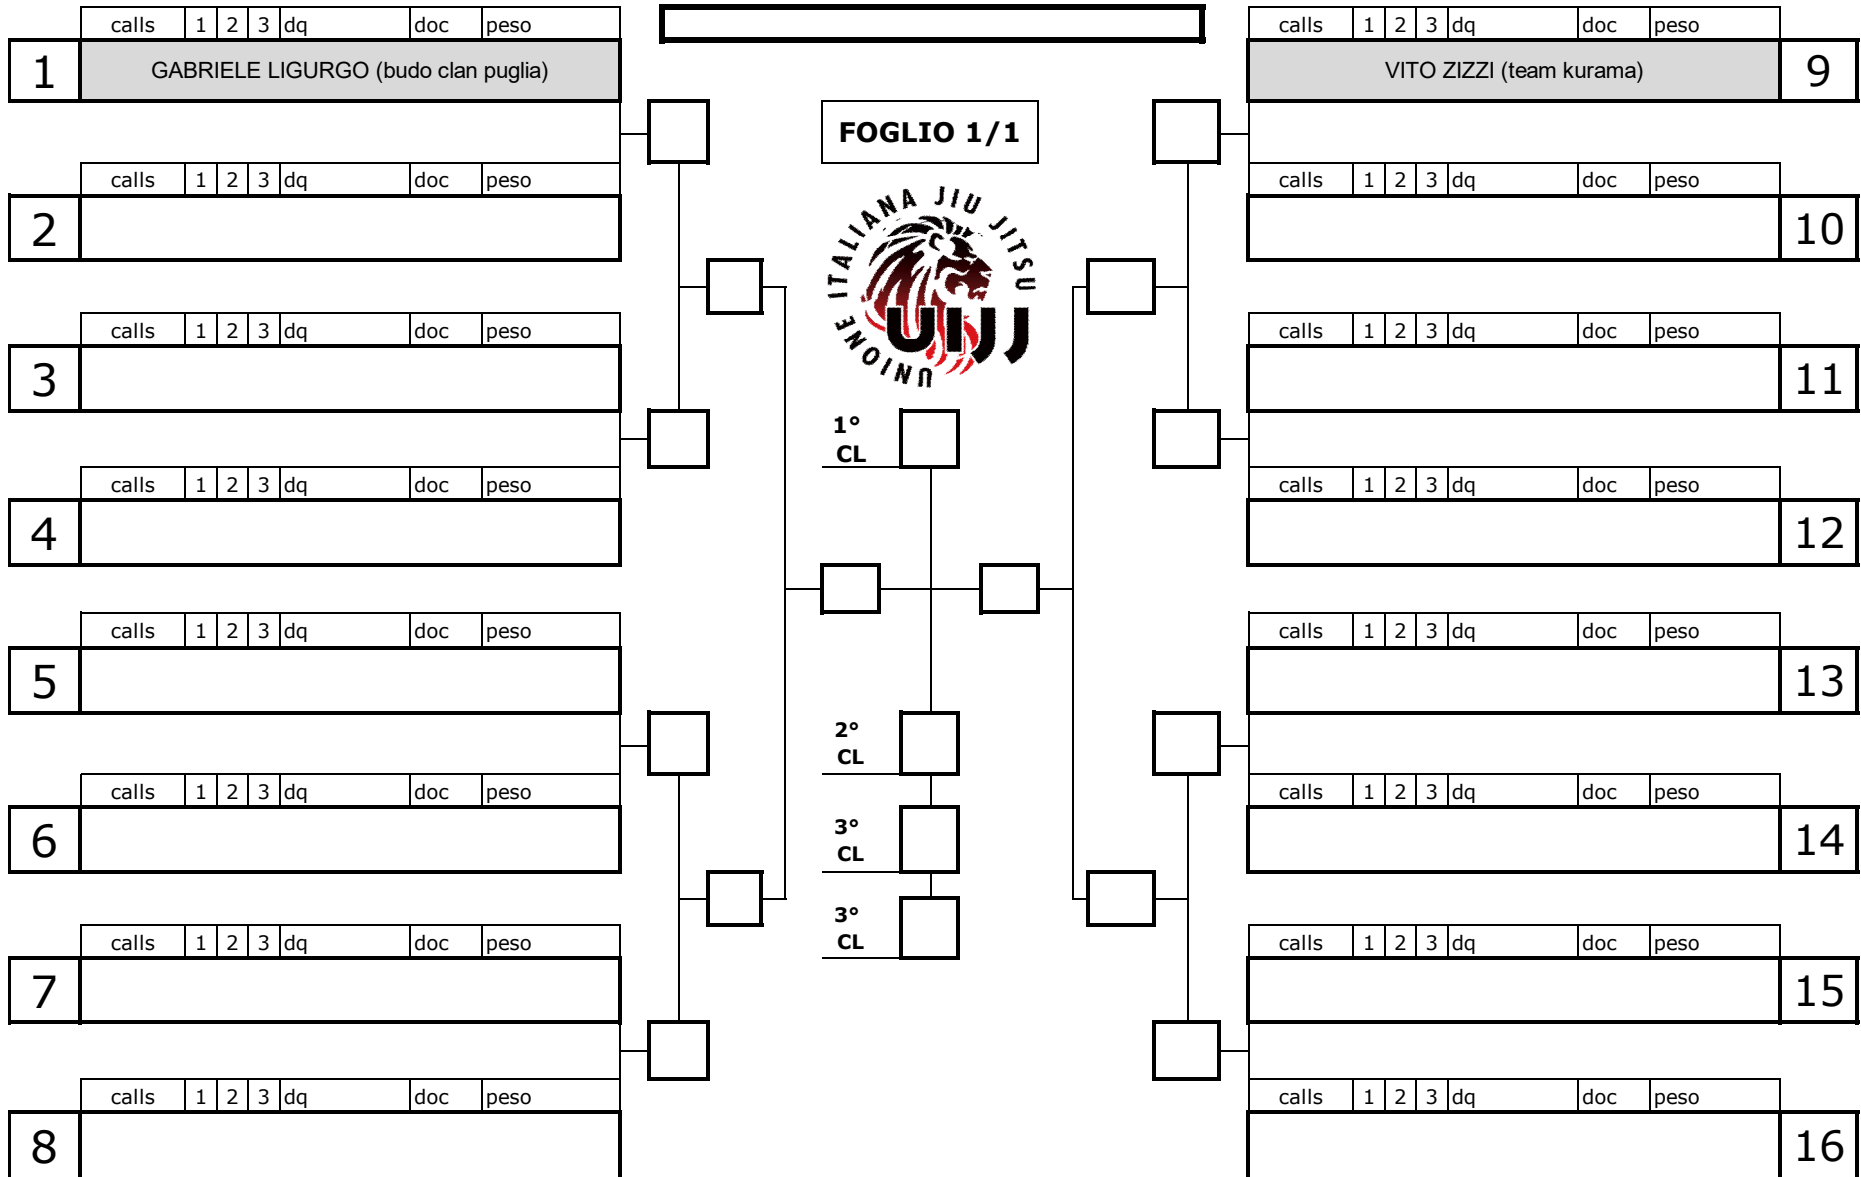 calls 1 2 3 dq doc peso
1 GABRIELE LIGURGO (budo clan puglia)
calls 1 2 3 dq doc peso
2
calls 1 2 3 dq doc peso
3
calls 1 2 3 dq doc peso
4
calls 1 2 3 dq doc peso
5
calls 1 2 3 dq doc peso
6
calls 1 2 3 dq doc peso
7
calls 1 2 3 dq doc peso
8
FOGLIO 1/1
UNIONE ITALIANA JIU JITSU
UIJJ
1°
CL
2°
CL
3°
CL
3°
CL
calls 1 2 3 dq doc peso
VITO ZIZZI (team kurama) 9
calls 1 2 3 dq doc peso
10
calls 1 2 3 dq doc peso
11
calls 1 2 3 dq doc peso
12
calls 1 2 3 dq doc peso
13
calls 1 2 3 dq doc peso
14
calls 1 2 3 dq doc peso
15
calls 1 2 3 dq doc peso
16